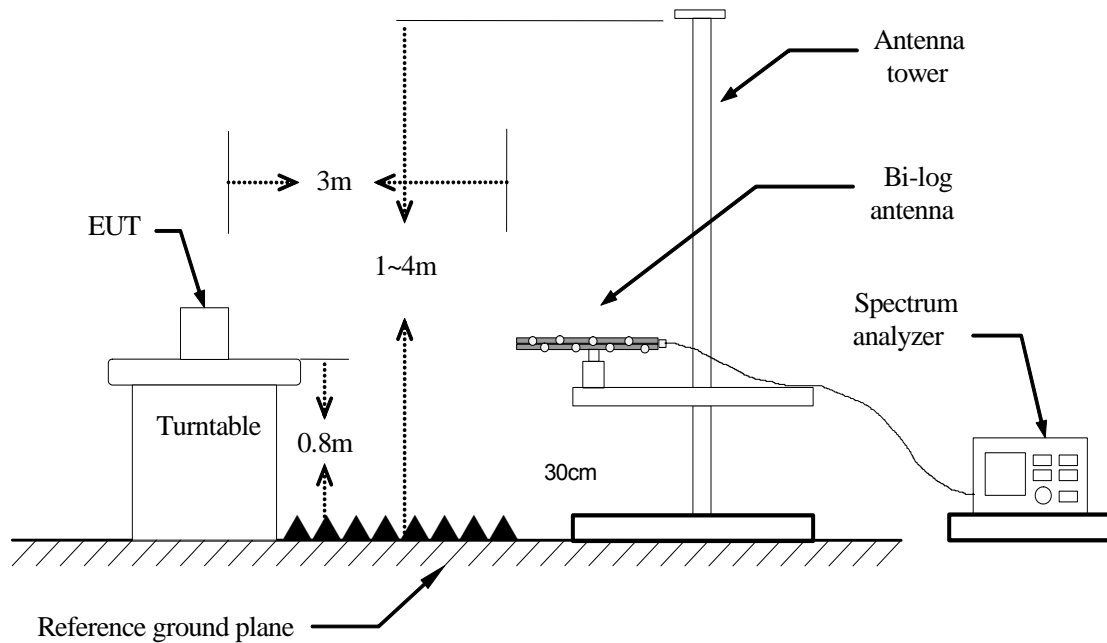 Antenna
tower
3m
Bi-log
antenna
EUT
1~4m
Spectrum
analyzer
Turntable
0.8m
30cm
Reference ground plane